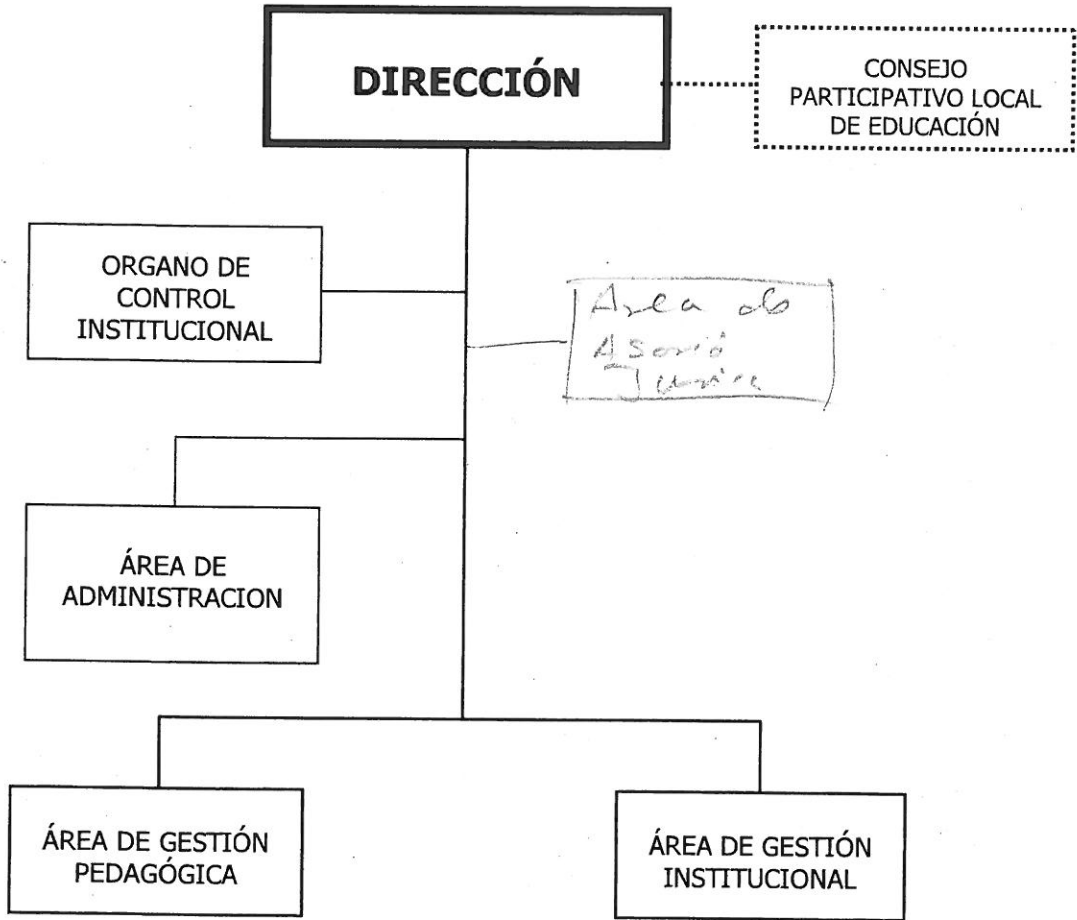 DIRECCIÓN
CONSEJO
PARTICIPATIVO LOCAL
DE EDUCACIÓN
ORGANO DE
CONTROL
INSTITUCIONAL
Area de
ÁREA DE
ADMINISTRACION
ÁREA DE GESTIÓN
PEDAGÓGICA
ÁREA DE GESTIÓN
INSTITUCIONAL